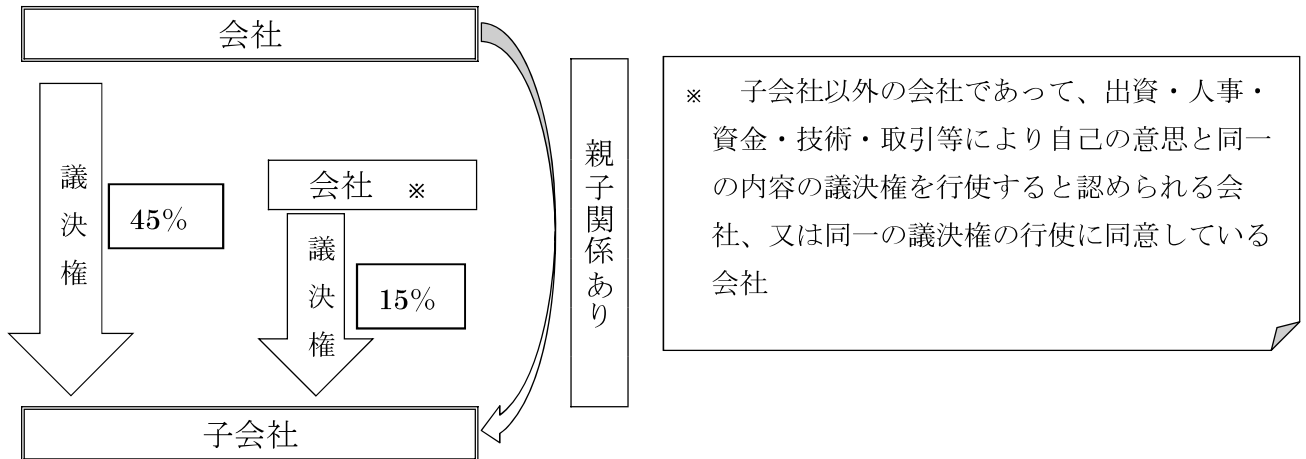 会社
議決権
45%
会社 ※
議決権
15%
子会社
親子関係あり
※ 子会社以外の会社であって、出資・人事・
資金・技術・取引等により自己の意思と同一
の内容の議決権を行使すると認められる会
社、又は同一の議決権の行使に同意している
会社